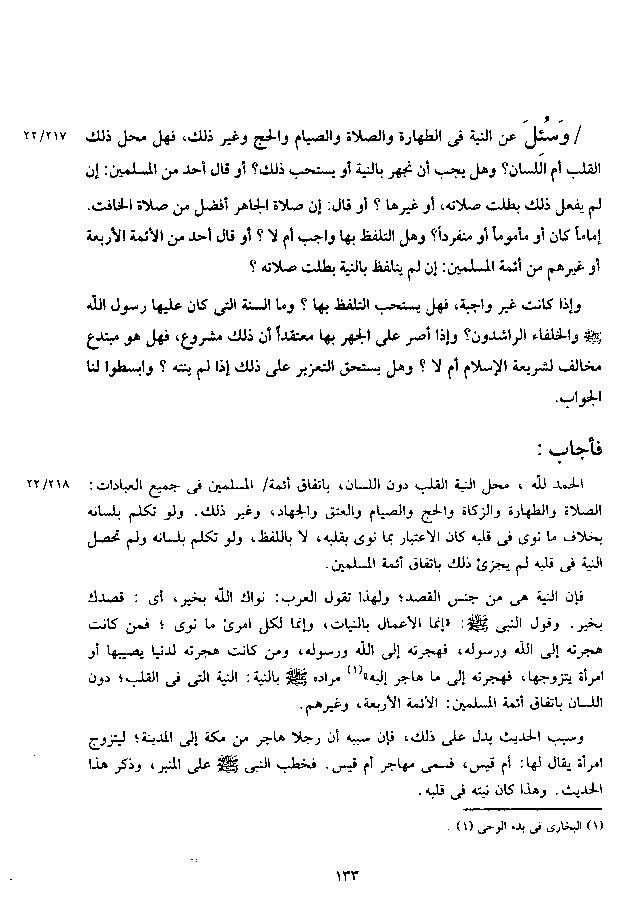 / وسَـُئلَ عن النية فى الطهارة والصلاة والصيام والحج وغير ذلك، فهل محل ذلك ٢٢/٢١٧
القلب أم اللسان؟ وهل يجب أن نجهر بالنية أو يستحب ذلك؟ أو قال أحد من المسلمين: إن
لم يفعل ذلك بطلت صلاته، أو غيرها ؟ أو قال: إن صلاة الجاهر أفضل من صلاة الخافت.
إماماً كان أو مأموماً أو منفرداً؟ وهل التلفظ بها واجب أم لا ؟ أو قال أحد من الأئمة الأربعة
أو غيرهم من أئمة المسلمين: إن لم يتلفظ بالنية بطلت صلاته ؟
وإذا كانت غير واجبة، فهل يستحب التلفظ بها ؟ وما السنة التى كان عليها رسول الله
ﷺ والخلفاء الراشدون؟ وإذا أصر على الجهر بها معتقداً أن ذلك مشروع، فهل هو مبتدع
مخالف لشريعة الإسلام أم لا ؟ وهل يستحق التعزير على ذلك إذا لم ينته ؟ وابسطوا لنا
الجواب.
فأجاب :
الحمد لله ، محل النية القلب دون اللسان، باتفاق أئمة/ المسلمين فى جميع العبادات: ٢٢/٢١٨
الصلاة والطهارة والزكاة والحج والصيام والعتق والجهاد، وغير ذلك. ولو تكلم بلسانه
بخلاف ما نوى فى قلبه كان الاعتبار بما نوى بقلبه، لا باللفظ، ولو تكلم بلسانه ولم تحصل
النية فى قلبه لم يجزئ ذلك باتفاق أئمة المسلمين.
فإن النية هى من جنس القصد؛ ولهذا تقول العرب: نواك الله بخير، أى : قصدك
بخير. وقول النبى ﷺ: «إنما الأعمال بالنيات، وإنما لكل امرئ ما نوى ؛ فمن كانت
هجرته إلى الله ورسوله، فهجرته إلى الله ورسوله، ومن كانت هجرته لدنيا يصيبها أو
امرأة يتزوجها، فهجرته إلى ما هاجر إليه»(١) مراده ﷺ بالنية: النية التى فى القلب؛ دون
اللسان باتفاق أئمة المسلمين: الأئمة الأربعة، وغيرهم.
وسبب الحديث يدل على ذلك، فإن سببه أن رجلا هاجر من مكة إلى المدينة؛ ليتزوج
امرأة يقال لها: أم قيس، فسمى مهاجر أم قيس. فخطب النبى ﷺ على المنبر، وذكر هذا
الحديث. وهذا كان نيته فى قلبه.
(١) البخارى فى بدء الوحى (١) .
١٣٣